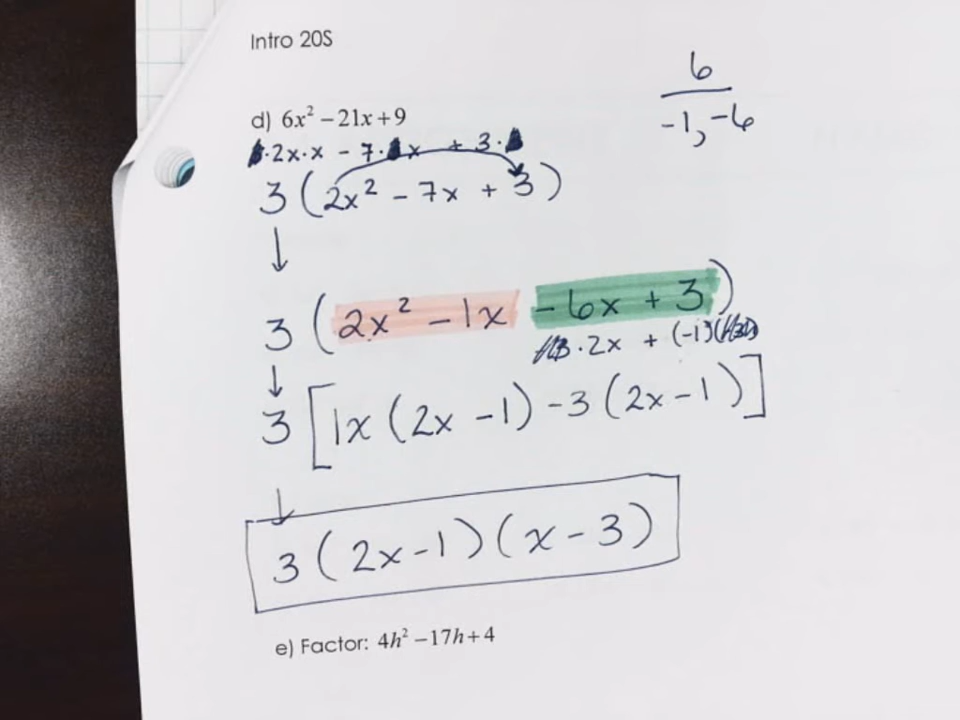 Intro 20S
6
-1, -6
d) 6x² − 21x + 9
·2x·x − 7·x + 3·
3 (2x² − 7x + 3)
↓
3 (2x² − 1x − 6x + 3)
·2x + (-1)
↓
3 [1x (2x − 1) − 3 (2x − 1)]
↓
3 (2x − 1)(x − 3)
e) Factor: 4h² − 17h + 4